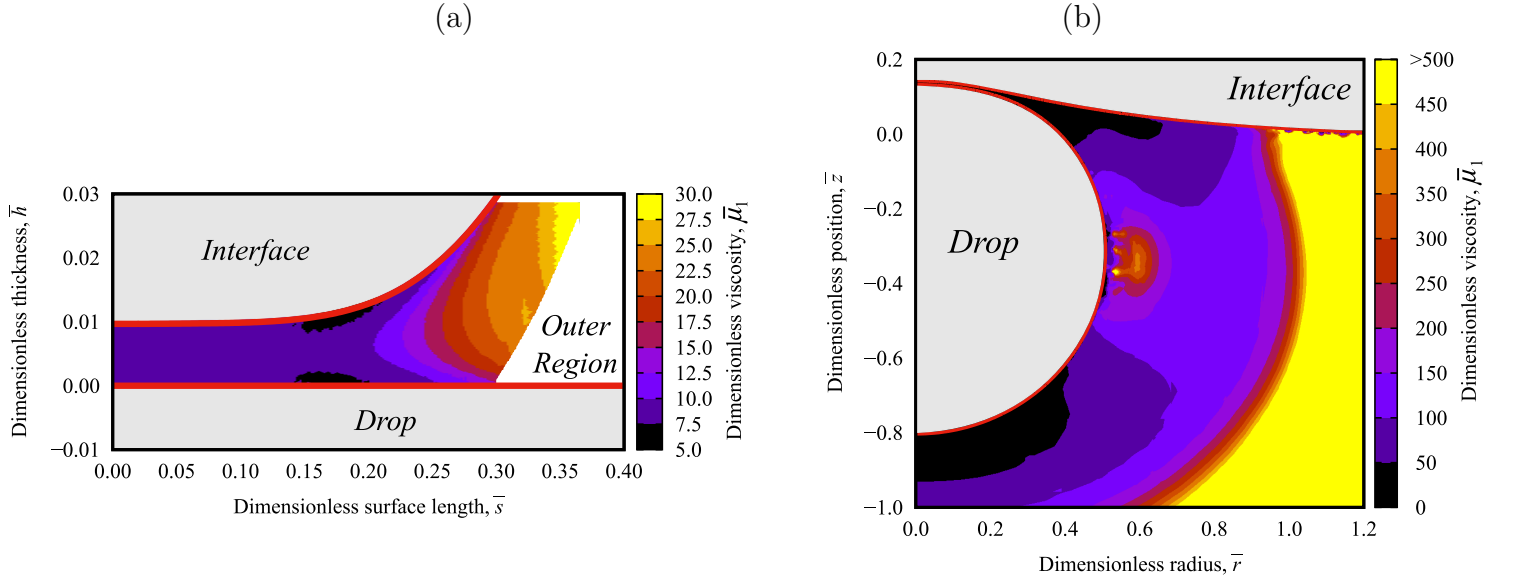 (a)
Dimensionless thickness, h̅
0.03
0.02
0.01
0.00
−0.01
Interface
Outer
Region
Drop
0.00 0.05 0.10 0.15 0.20 0.25 0.30 0.35 0.40
Dimensionless surface length, s̅
30.0
27.5
25.0
22.5
20.0
17.5
15.0
12.5
10.0
7.5
5.0
Dimensionless viscosity, μ̅₁
(b)
Dimensionless position, z̅
0.2
0.0
−0.2
−0.4
−0.6
−0.8
−1.0
Interface
Drop
0.0 0.2 0.4 0.6 0.8 1.0 1.2
Dimensionless radius, r̅
>500
450
400
350
300
250
200
150
100
50
0
Dimensionless viscosity, μ̅₁